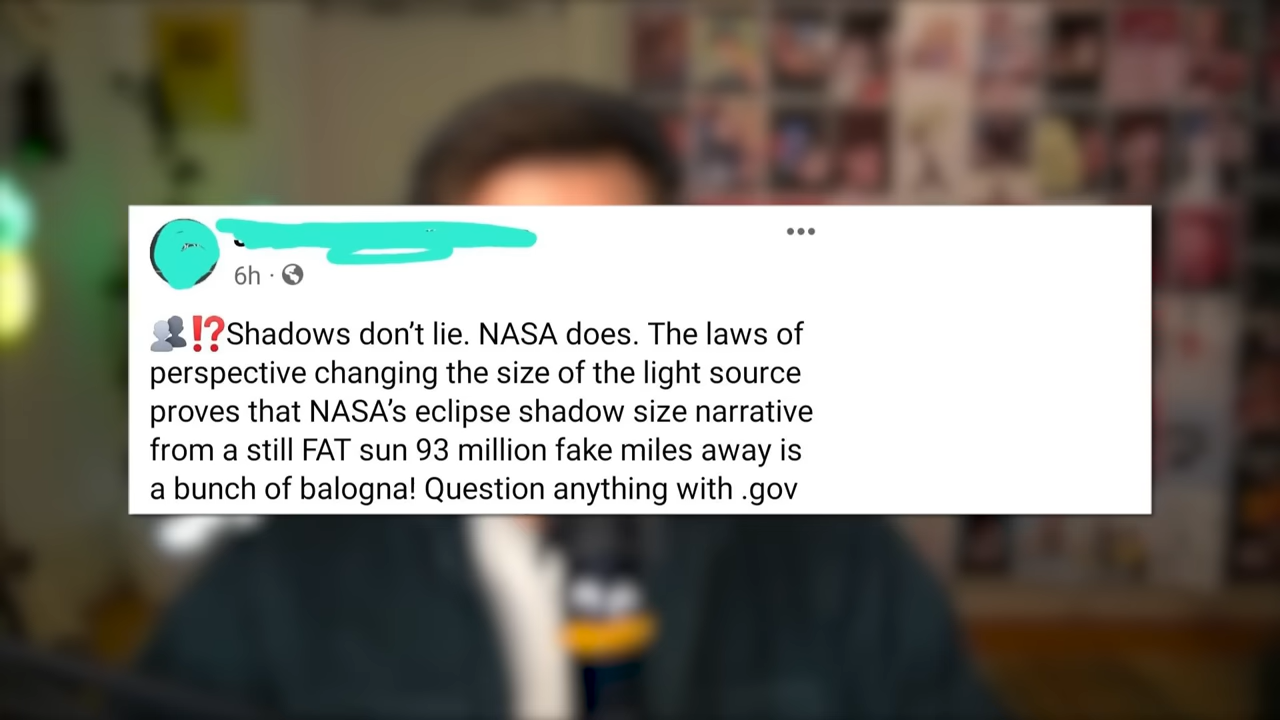 6h ·
👥⁉️Shadows don’t lie. NASA does. The laws of
perspective changing the size of the light source
proves that NASA’s eclipse shadow size narrative
from a still FAT sun 93 million fake miles away is
a bunch of balogna! Question anything with .gov